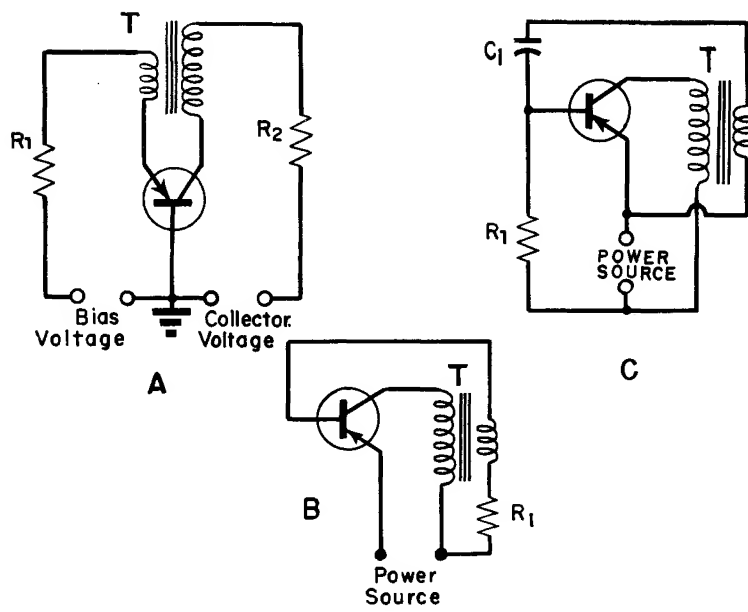 T
R1
R2
Bias
Voltage
Collector
Voltage
A
C1
T
R1
POWER
SOURCE
C
T
B
R1
Power
Source